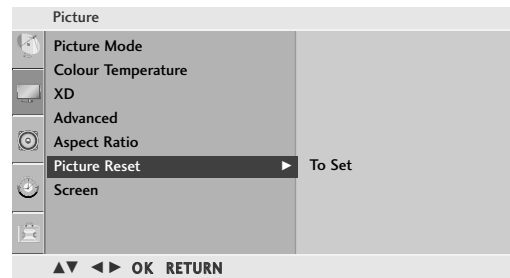 Picture
Picture Mode
Colour Temperature
XD
Advanced
Aspect Ratio
Picture Reset ► To Set
Screen
▲▼ ◄► OK RETURN